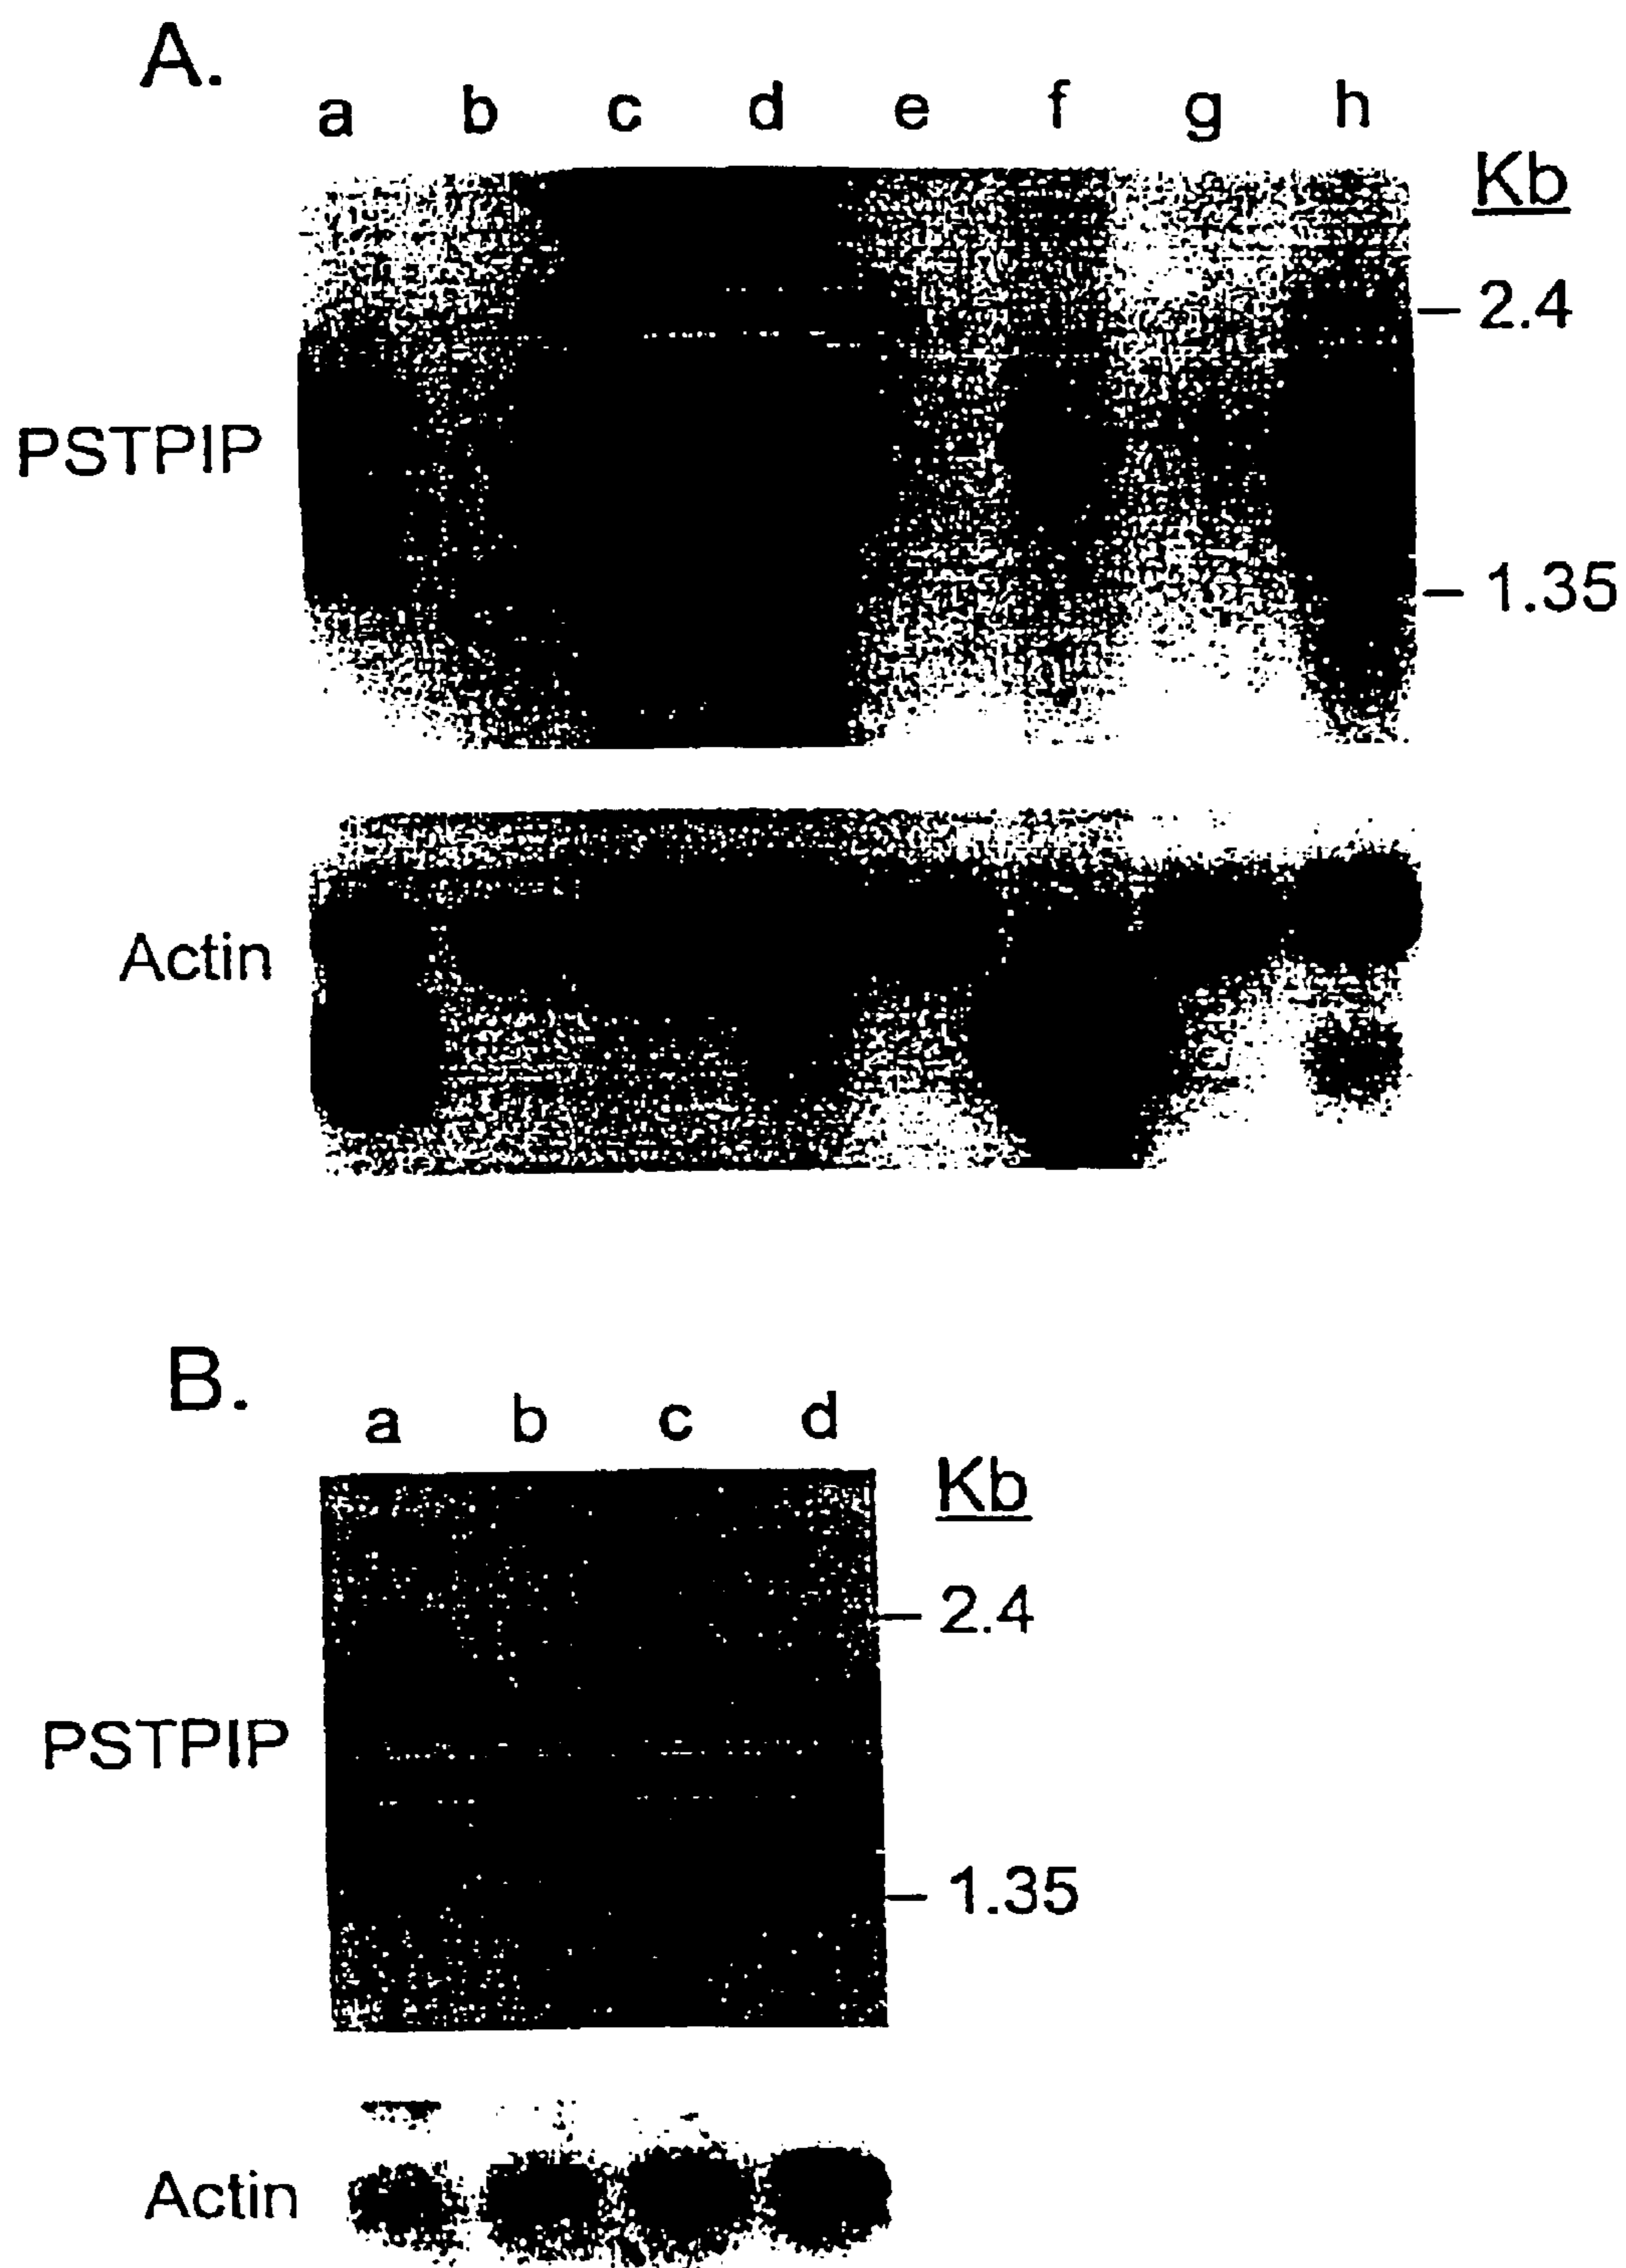 A.
a b c d e f g h
Kb
2.4
PSTPIP
1.35
Actin
B.
a b c d
Kb
2.4
PSTPIP
1.35
Actin